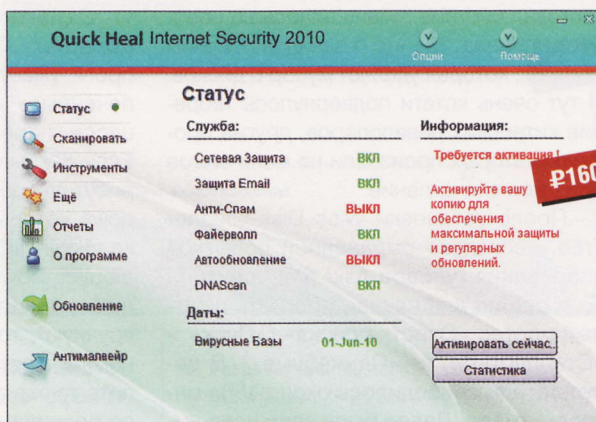 Quick Heal Internet Security 2010
Опции
Помощь
Статус
Сканировать
Инструменты
Ещё
Отчеты
О программе
Обновление
Антималвейр
Статус
Служба:
Сетевая Защита ВКЛ
Защита Email ВКЛ
Анти-Спам ВЫКЛ
Файерволл ВКЛ
Автообновление ВЫКЛ
DNAScan ВКЛ
Даты:
Вирусные Базы 01-Jun-10
Информация:
Требуется активация !
Активируйте вашу
копию для
обеспечения
максимальной защиты
и регулярных
обновлений.
Активировать сейчас..
Статистика